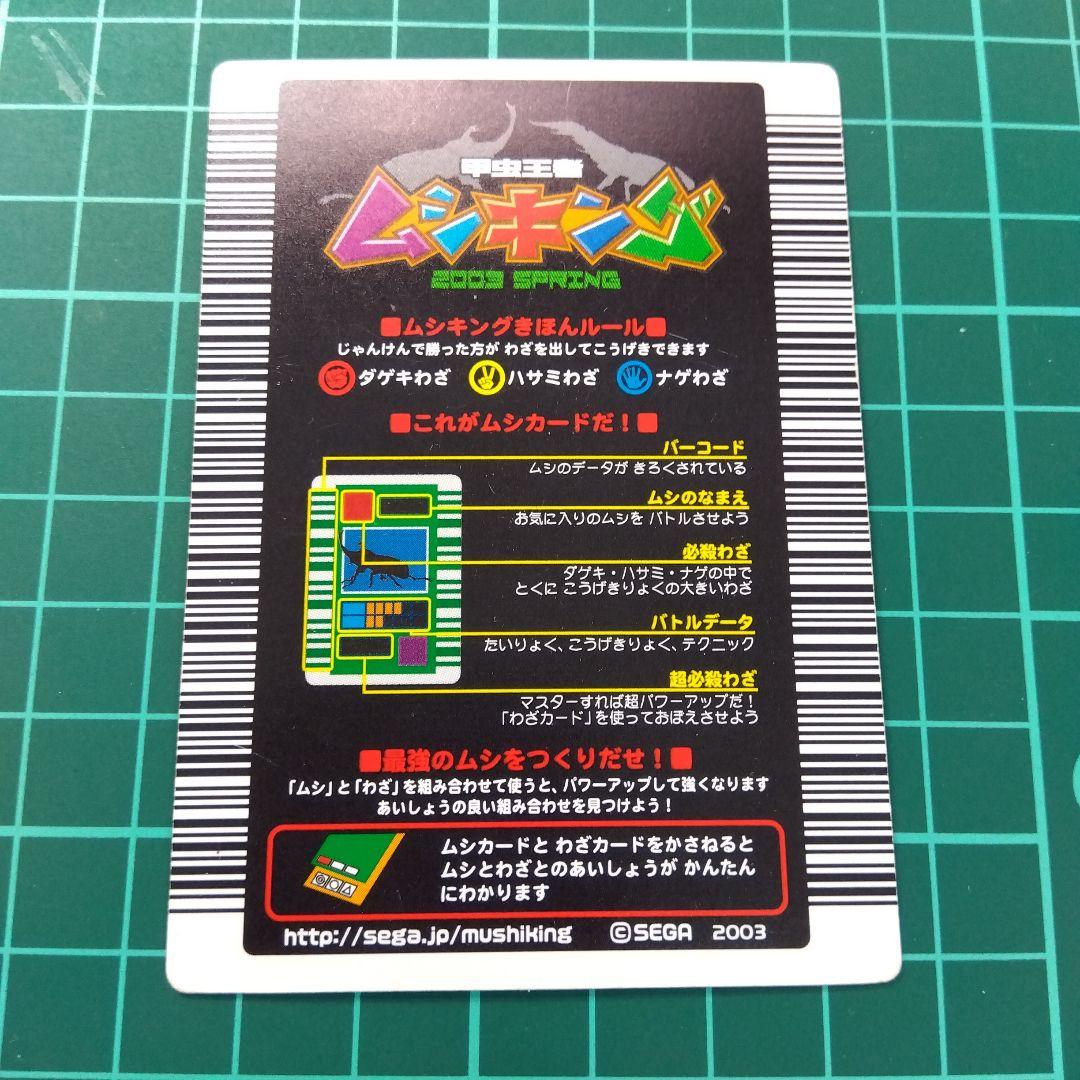 甲虫王者
ムシキング
2003 SPRING
■ムシキングきほんルール■
じゃんけんで勝った方が わざを出してこうげきできます
ダゲキわざ ハサミわざ ナゲわざ
■これがムシカードだ！■
バーコード
ムシのデータが きろくされている
ムシのなまえ
お気に入りのムシを バトルさせよう
必殺わざ
ダゲキ・ハサミ・ナゲの中で
とくに こうげきりょくの大きいわざ
バトルデータ
たいりょく、こうげきりょく、テクニック
超必殺わざ
マスターすれば超パワーアップだ！
「わざカード」を使っておぼえさせよう
■最強のムシをつくりだせ！■
「ムシ」と「わざ」を組み合わせて使うと、パワーアップして強くなります
あいしょうの良い組み合わせを見つけよう！
ムシカードと わざカードをかさねると
ムシとわざとのあいしょうが かんたん
にわかります
http://sega.jp/mushiking ©SEGA 2003